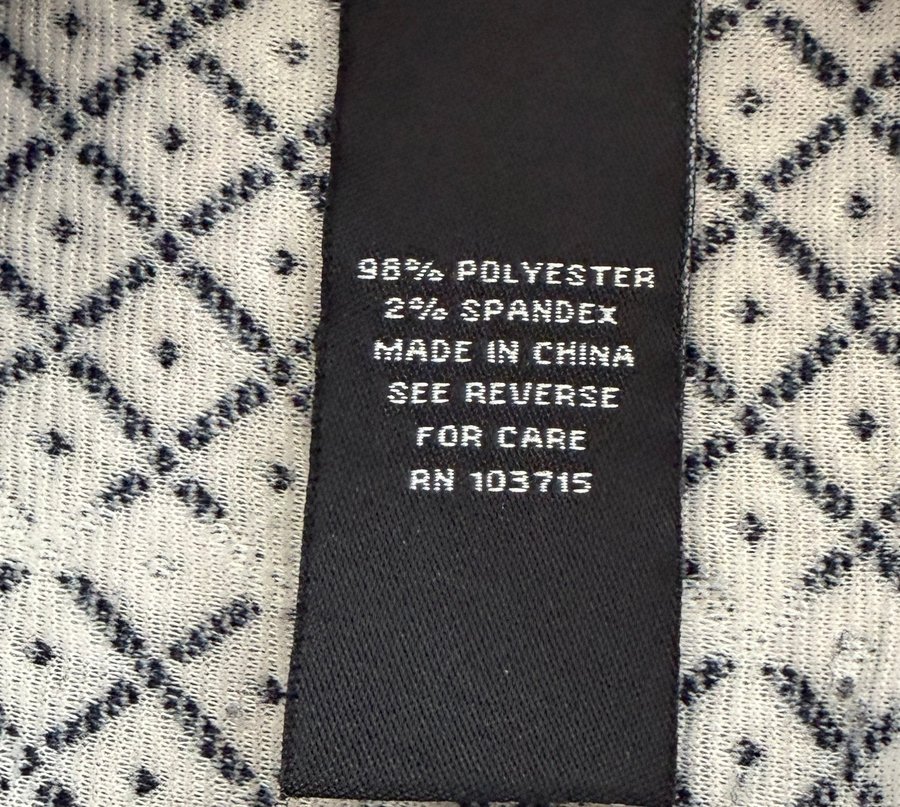 98% POLYESTER
2% SPANDEX
MADE IN CHINA
SEE REVERSE
FOR CARE
RN 103715